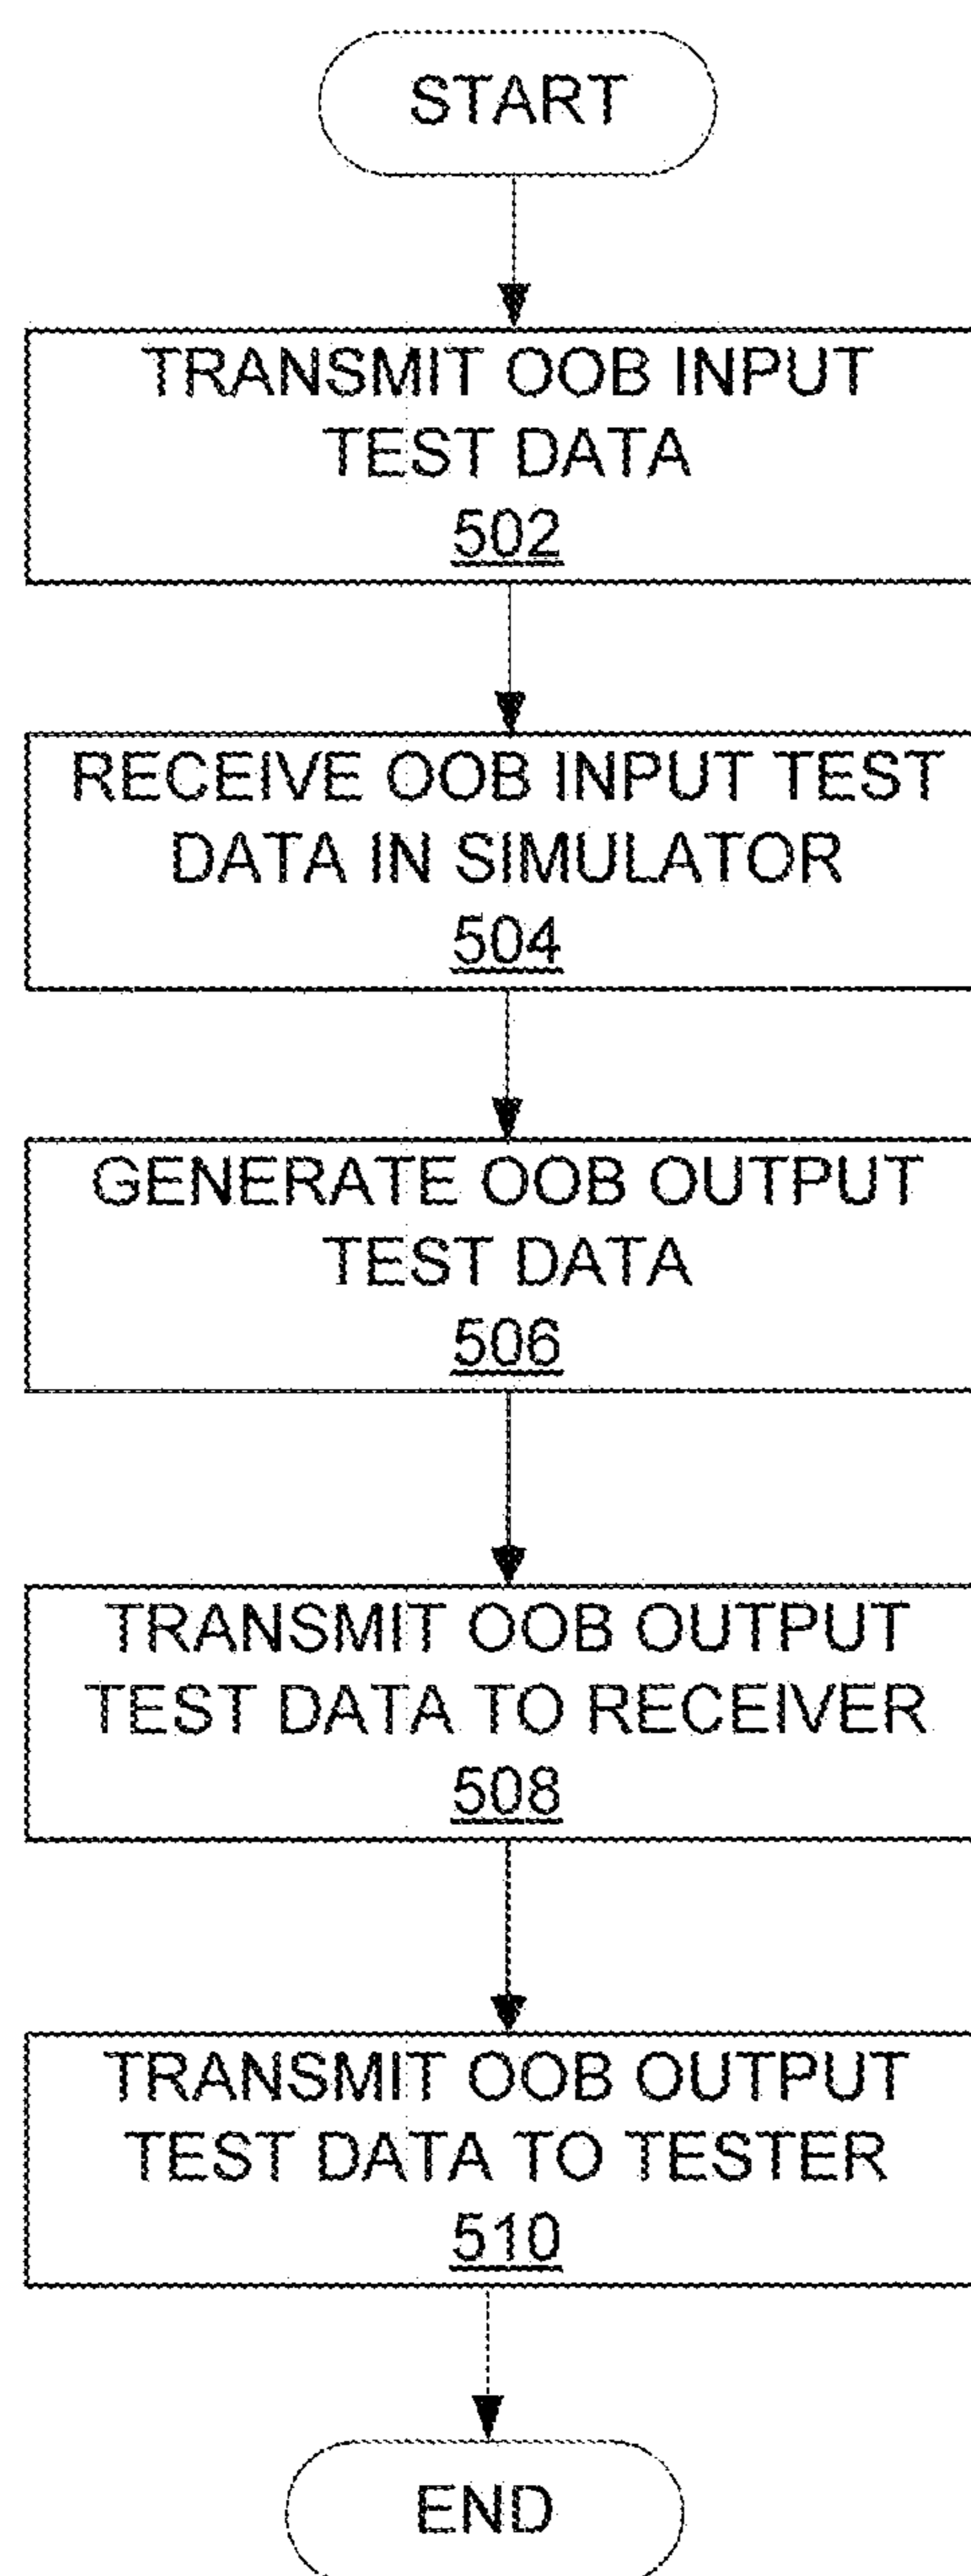 START
TRANSMIT OOB INPUT
TEST DATA
502
RECEIVE OOB INPUT TEST
DATA IN SIMULATOR
504
GENERATE OOB OUTPUT
TEST DATA
506
TRANSMIT OOB OUTPUT
TEST DATA TO RECEIVER
508
TRANSMIT OOB OUTPUT
TEST DATA TO TESTER
510
END